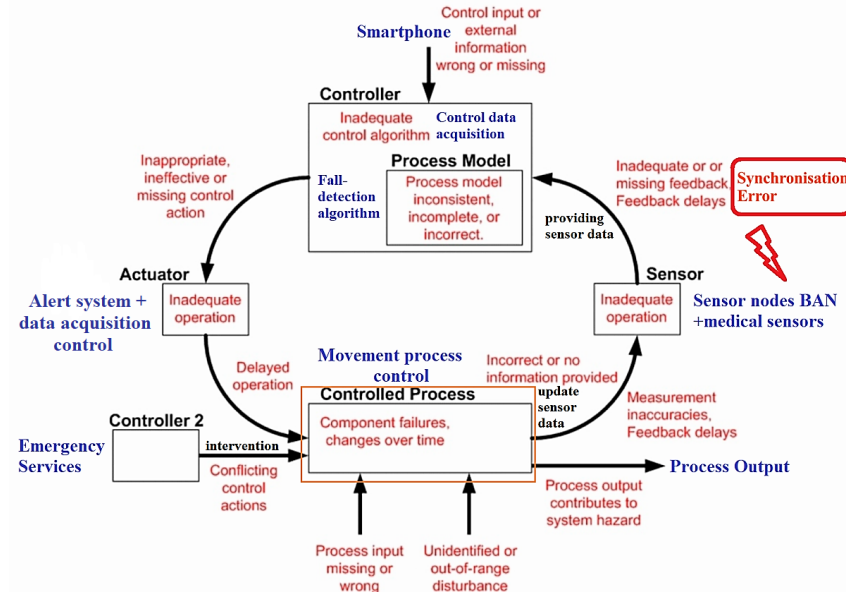 Smartphone
Control input or
external
information
wrong or missing
Controller
Inadequate
control algorithm
Control data
acquisition
Process Model
Process model
inconsistent,
incomplete, or
incorrect.
Fall-
detection
algorithm
Inappropriate,
ineffective or
missing control
action
Inadequate or or
missing feedback,
Feedback delays
Synchronisation
Error
providing
sensor data
Actuator
Inadequate
operation
Alert system +
data acquisition
control
Sensor
Inadequate
operation
Sensor nodes BAN
+medical sensors
Delayed
operation
Movement process
control
Incorrect or no
information provided
Controlled Process
Component failures,
changes over time
update
sensor
data
Measurement
inaccuracies,
Feedback delays
Controller 2
Emergency
Services
intervention
Conflicting
control
actions
Process Output
Process output
contributes to
system hazard
Process input
missing or
wrong
Unidentified or
out-of-range
disturbance